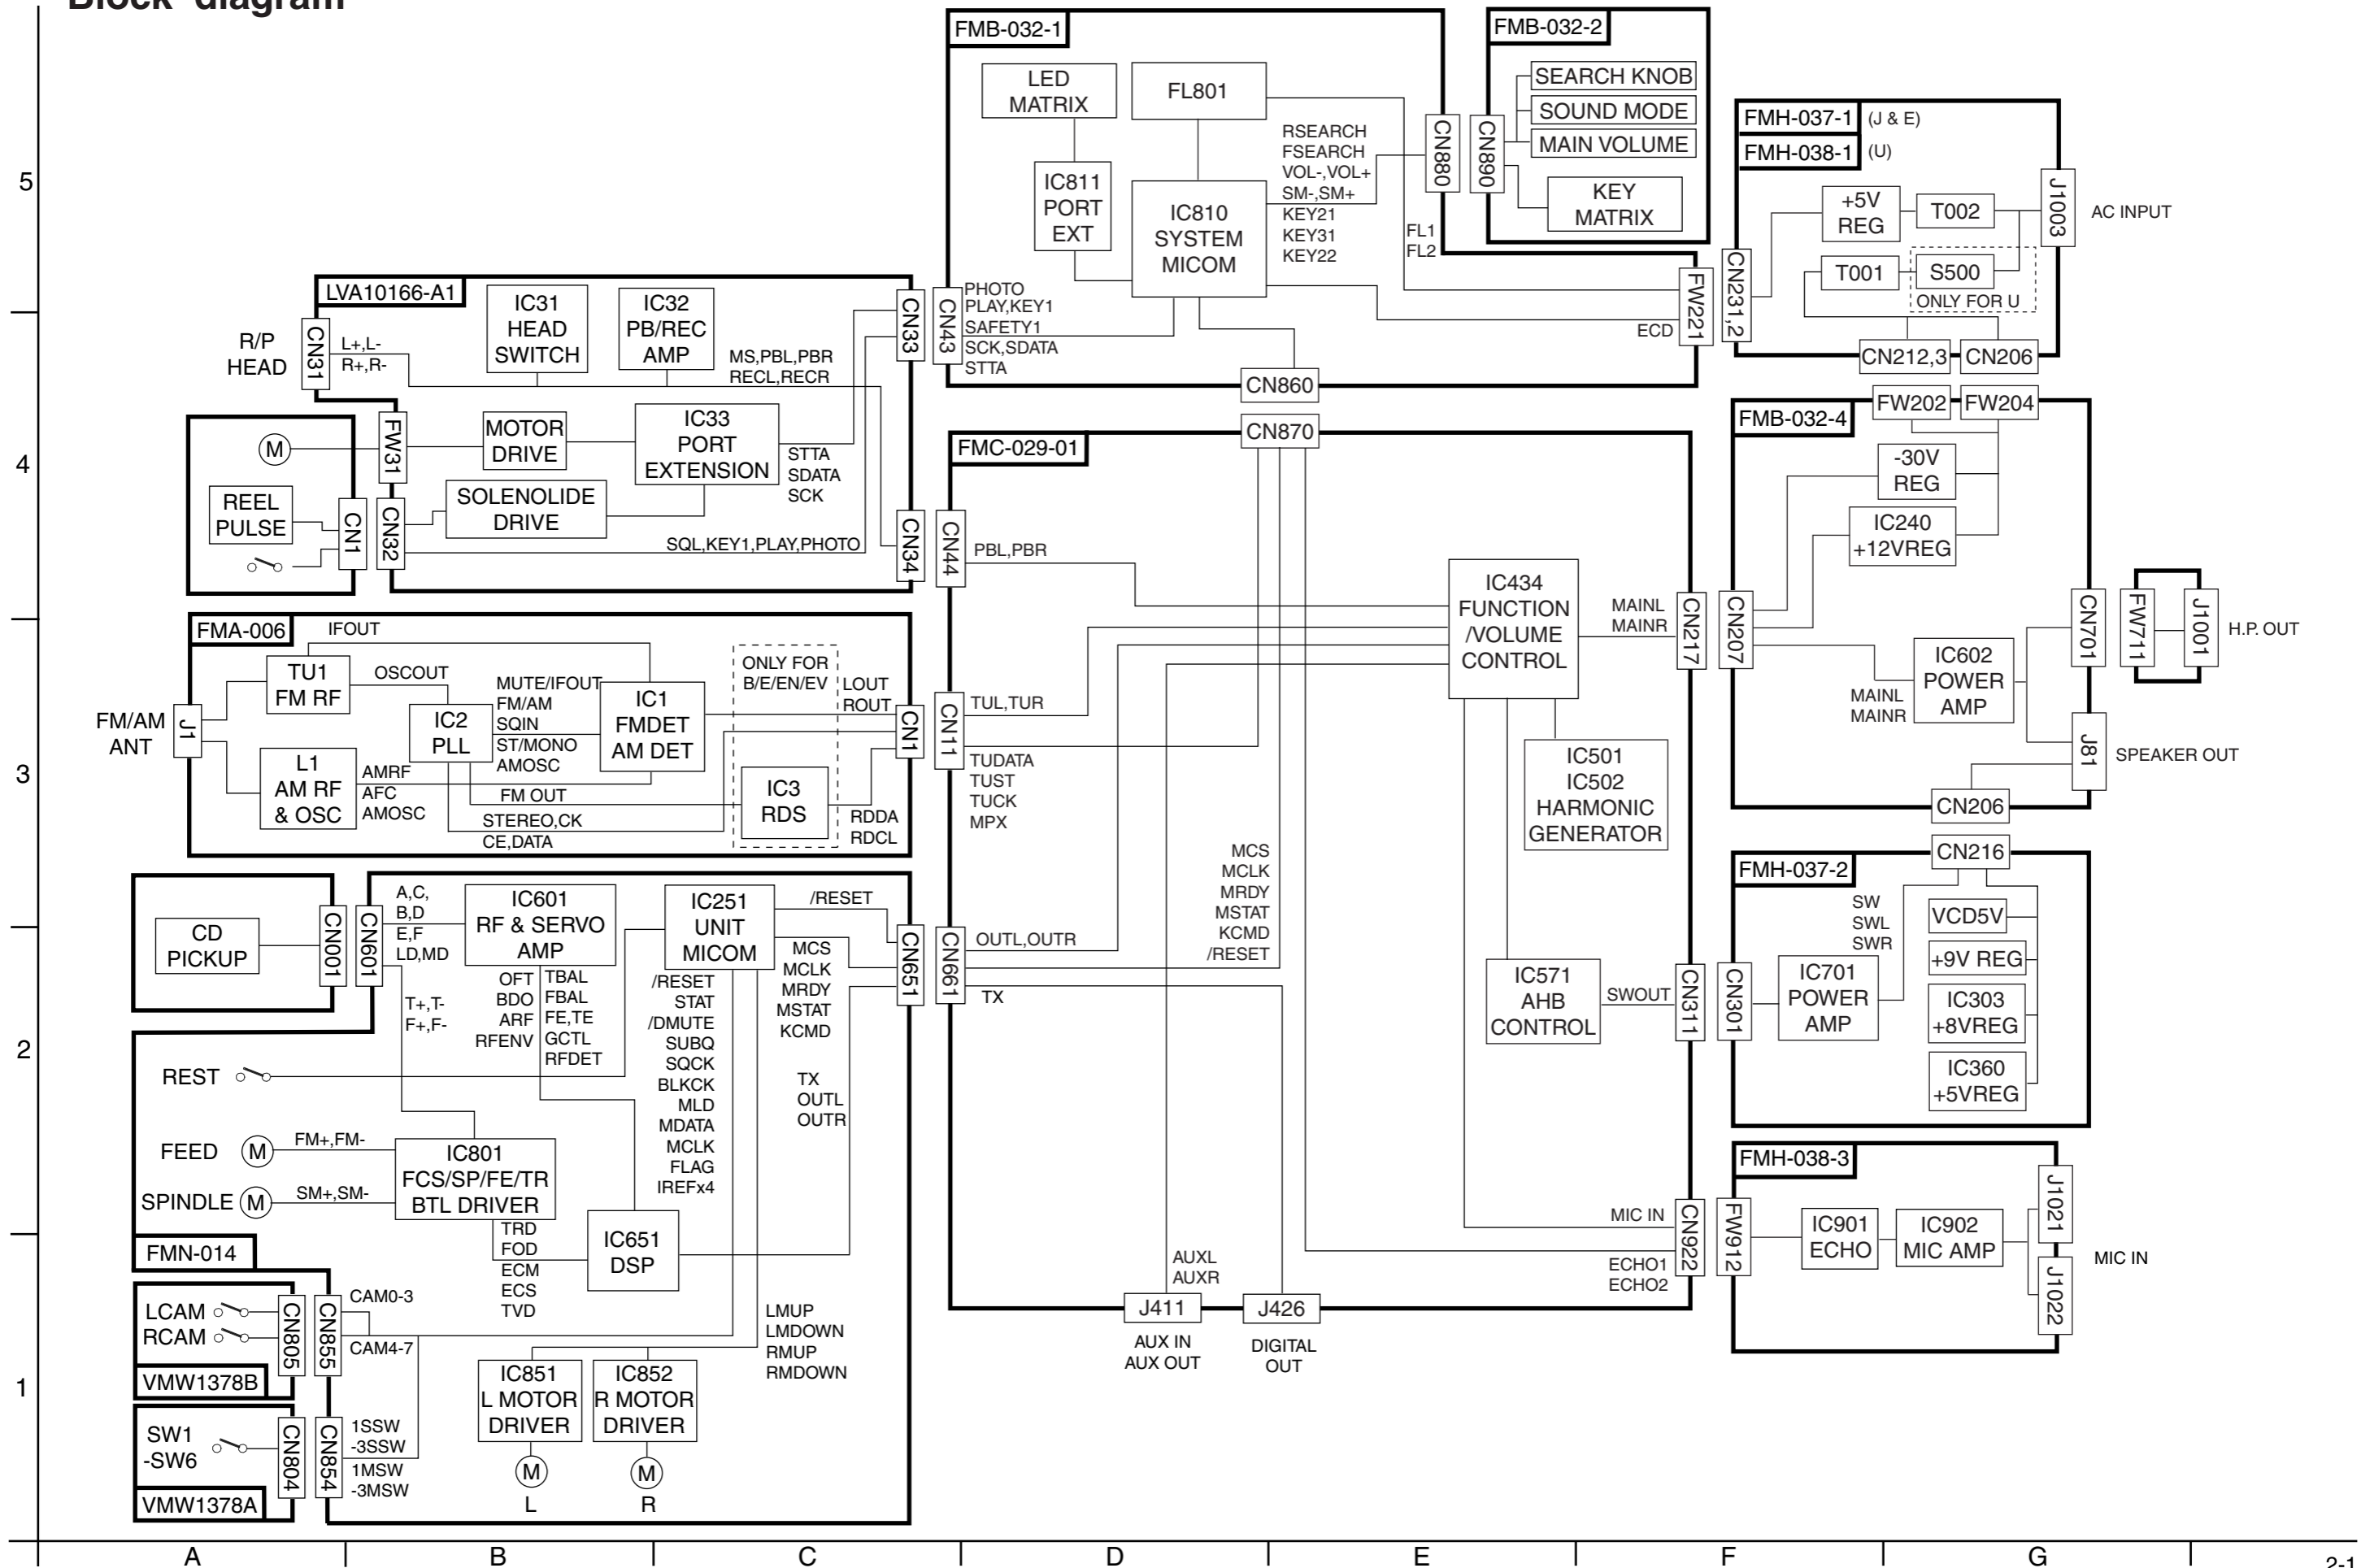 Block diagram
5
4
3
2
1
A
B
C
D
E
F
G
2-1
FMB-032-1
LED
MATRIX
FL801
IC811
PORT
EXT
IC810
SYSTEM
MICOM
RSEARCH
FSEARCH
VOL-,VOL+
SM-,SM+
KEY21
KEY31
KEY22
CN880
FL1
FL2
ECD
FW221
CN43
PHOTO
PLAY,KEY1
SAFETY1
SCK,SDATA
STTA
CN860
FMB-032-2
CN890
SEARCH KNOB
SOUND MODE
MAIN VOLUME
KEY
MATRIX
FMH-037-1
(J & E)
FMH-038-1
(U)
+5V
REG
T002
T001
S500
ONLY FOR U
J1003
AC INPUT
CN231,2
CN212,3
CN206
LVA10166-A1
R/P
HEAD
CN31
L+,L-
R+,R-
IC31
HEAD
SWITCH
IC32
PB/REC
AMP
MS,PBL,PBR
RECL,RECR
CN33
FW31
MOTOR
DRIVE
IC33
PORT
EXTENSION
STTA
SDATA
SCK
CN32
SOLENOLIDE
DRIVE
SQL,KEY1,PLAY,PHOTO
CN34
M
REEL
PULSE
CN1
FMA-006
IFOUT
TU1
FM RF
OSCOUT
FM/AM
ANT
J1
IC2
PLL
MUTE/IFOUT
FM/AM
SQIN
ST/MONO
AMOSC
IC1
FMDET
AM DET
ONLY FOR
B/E/EN/EV
LOUT
ROUT
CN1
L1
AM RF
& OSC
AMRF
AFC
AMOSC
FM OUT
STEREO,CK
CE,DATA
IC3
RDS
RDDA
RDCL
CD
PICKUP
CN001
CN601
A,C,
B,D
E,F
LD,MD
IC601
RF & SERVO
AMP
IC251
UNIT
MICOM
/RESET
CN651
T+,T-
F+,F-
OFT
BDO
ARF
RFENV
TBAL
FBAL
FE,TE
GCTL
RFDET
/RESET
STAT
/DMUTE
SUBQ
SQCK
BLKCK
MLD
MDATA
MCLK
FLAG
IREFx4
MCS
MCLK
MRDY
MSTAT
KCMD
TX
OUTL
OUTR
REST
FEED
M
FM+,FM-
SPINDLE
M
SM+,SM-
IC801
FCS/SP/FE/TR
BTL DRIVER
TRD
FOD
ECM
ECS
TVD
IC651
DSP
FMN-014
LCAM
RCAM
CN805
CN855
CAM0-3
CAM4-7
VMW1378B
SW1
-SW6
CN804
CN854
1SSW
-3SSW
1MSW
-3MSW
VMW1378A
LMUP
LMDOWN
RMUP
RMDOWN
IC851
L MOTOR
DRIVER
IC852
R MOTOR
DRIVER
M
L
M
R
CN870
FMC-029-01
CN44
PBL,PBR
IC434
FUNCTION
/VOLUME
CONTROL
MAINL
MAINR
CN217
CN11
TUL,TUR
TUDATA
TUST
TUCK
MPX
IC501
IC502
HARMONIC
GENERATOR
MCS
MCLK
MRDY
MSTAT
KCMD
/RESET
CN661
OUTL,OUTR
TX
IC571
AHB
CONTROL
SWOUT
CN311
MIC IN
CN922
ECHO1
ECHO2
AUXL
AUXR
J411
AUX IN
AUX OUT
J426
DIGITAL
OUT
FW202
FW204
FMB-032-4
-30V
REG
IC240
+12VREG
CN207
IC602
POWER
AMP
MAINL
MAINR
CN701
J81
SPEAKER OUT
CN206
FW711
J1001
H.P. OUT
CN216
FMH-037-2
SW
SWL
SWR
VCD5V
+9V REG
IC303
+8VREG
IC360
+5VREG
CN301
IC701
POWER
AMP
FMH-038-3
FW912
IC901
ECHO
IC902
MIC AMP
J1021
J1022
MIC IN